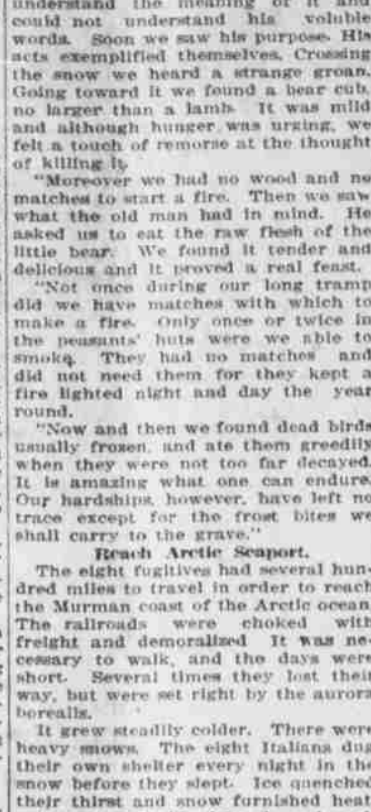 understand the meaning of it and
could not understand his voluble
words. Soon we saw his purpose. His
acts exemplified themselves. Crossing
the snow we heard a strange groan.
Going toward it we found a bear cub,
no larger than a lamb. It was mild
and although hunger was urging, we
felt a touch of remorse at the thought
of killing it.
"Moreover we had no wood and no
matches to start a fire. Then we saw
what the old man had in mind. He
asked us to eat the raw flesh of the
little bear. We found it tender and
delicious and it proved a real feast.
"Not once during our long tramp
did we have matches with which to
make a fire. Only once or twice in
the peasants' huts were we able to
smoke. They had no matches and
did not need them for they kept a
fire lighted night and day the year
round.
"Now and then we found dead birds
usually frozen, and ate them greedily
when they were not too far decayed.
It is amazing what one can endure.
Our hardships, however, have left no
trace except for the frost bites we
shall carry to the grave."
Reach Arctic Seaport.
The eight fugitives had several hun-
dred miles to travel in order to reach
the Murman coast of the Arctic ocean.
The railroads were choked with
freight and demoralized It was ne-
cessary to walk, and the days were
short. Several times they lost their
way, but were set right by the aurora
borealis.
It grew steadily colder. There were
heavy snows. The eight Italians dug
their own shelter every night in the
snow before they slept. Ice quenched
their thirst and snow furnished heat